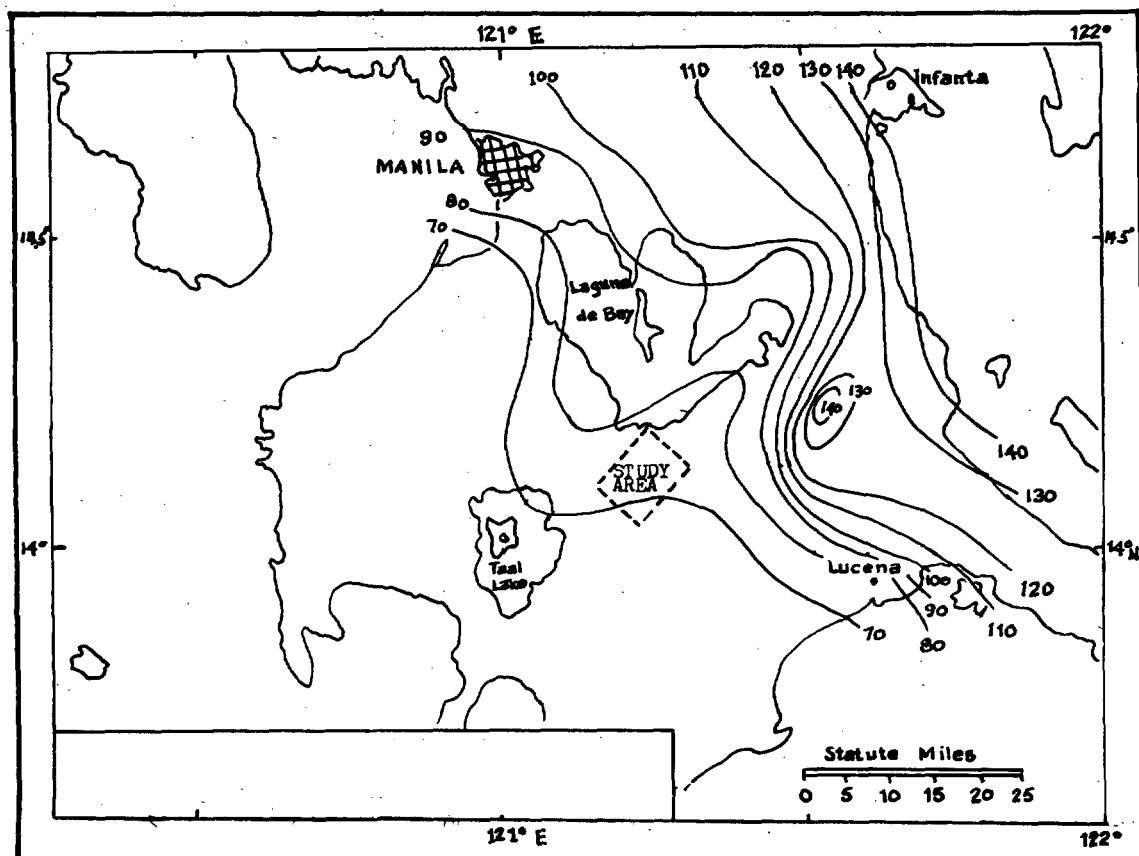 121° E
122° E
100
110
120
130
140
Infanta
90
MANILA
80
70
14.5°
14.5°
Laguna
de Bay
130
140
140
130
STUDY
AREA
14°
14°N
Taal
Lake
Lucena
100
90
80
70
110
120
Statute Miles
0 5 10 15 20 25
121° E
122° E